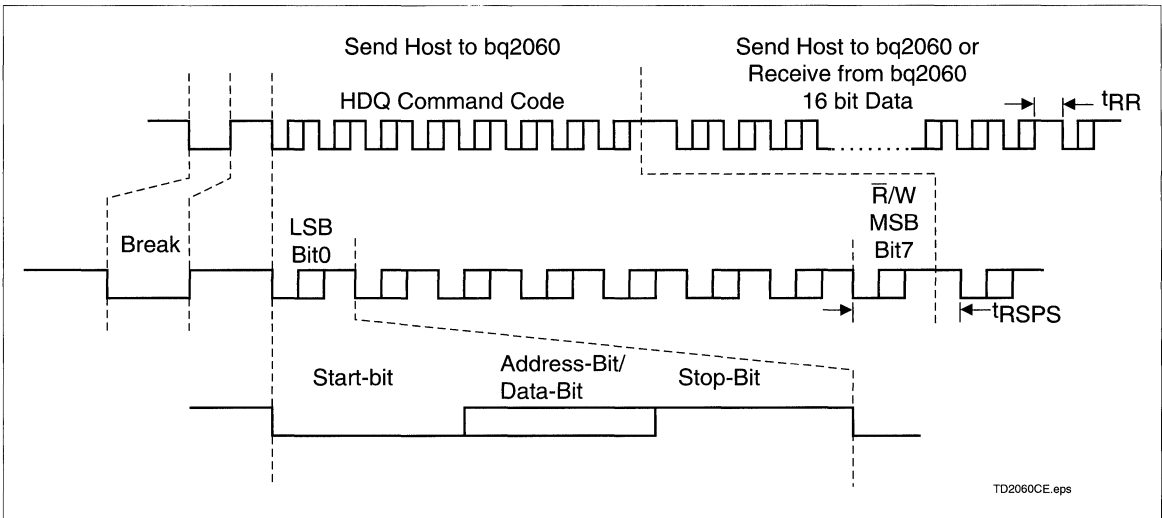 Send Host to bq2060
HDQ Command Code
Send Host to bq2060 or
Receive from bq2060
16 bit Data
tRR
Break
LSB
Bit0
R̅/W
MSB
Bit7
tRSPS
Start-bit
Address-Bit/
Data-Bit
Stop-Bit
TD2060CE.eps